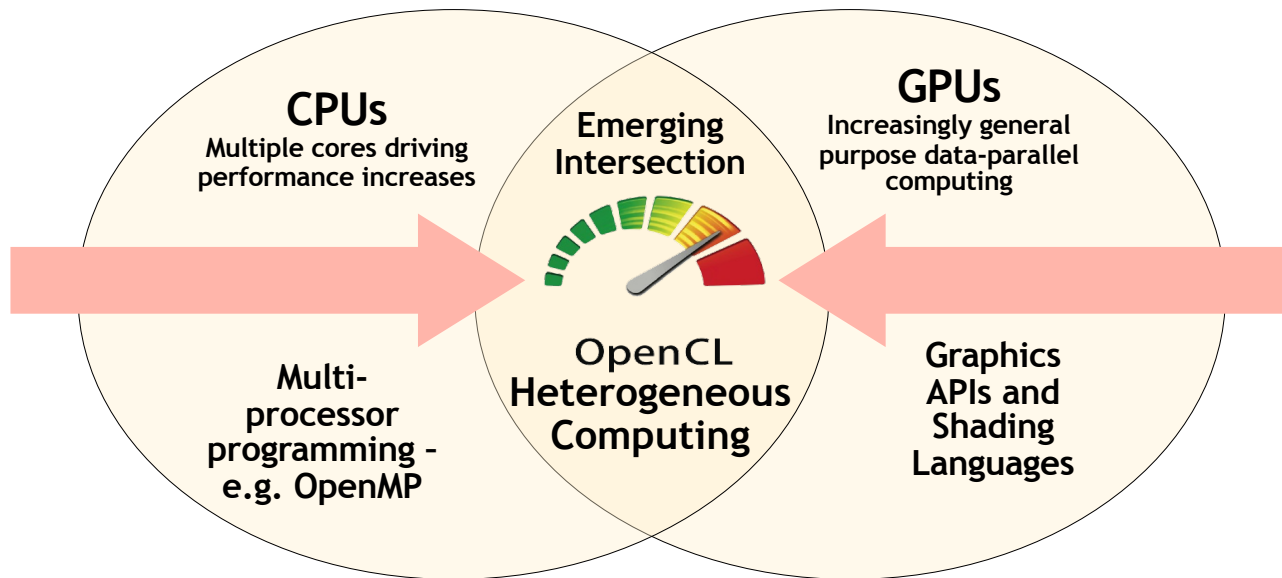 CPUs
Multiple cores driving
performance increases
Multi-
processor
programming –
e.g. OpenMP
Emerging
Intersection
OpenCL
Heterogeneous
Computing
GPUs
Increasingly general
purpose data-parallel
computing
Graphics
APIs and
Shading
Languages